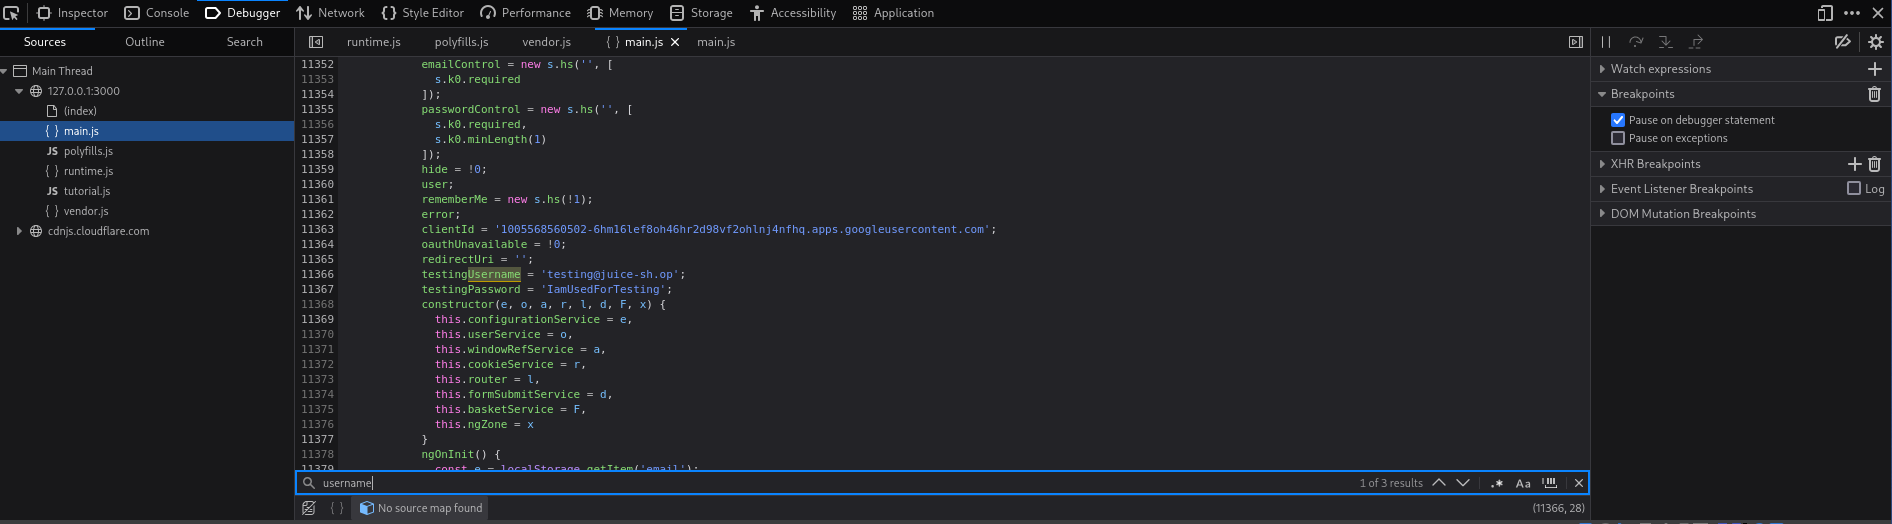 Inspector Console Debugger Network Style Editor Performance Memory Storage Accessibility Application
Sources Outline Search
runtime.js polyfills.js vendor.js { } main.js main.js
Main Thread
127.0.0.1:3000
(index)
{ } main.js
JS polyfills.js
{ } runtime.js
JS tutorial.js
{ } vendor.js
cdnjs.cloudflare.com
11352 emailControl = new s.hs('', [
11353 s.k0.required
11354 ]);
11355 passwordControl = new s.hs('', [
11356 s.k0.required,
11357 s.k0.minLength(1)
11358 ]);
11359 hide = !0;
11360 user;
11361 rememberMe = new s.hs(!1);
11362 error;
11363 clientId = '1005568560502-6hm16lef8oh46hr2d98vf2ohlnj4nfhq.apps.googleusercontent.com';
11364 oauthUnavailable = !0;
11365 redirectUri = '';
11366 testingUsername = 'testing@juice-sh.op';
11367 testingPassword = 'IamUsedForTesting';
11368 constructor(e, o, a, r, l, d, F, x) {
11369 this.configurationService = e,
11370 this.userService = o,
11371 this.windowRefService = a,
11372 this.cookieService = r,
11373 this.router = l,
11374 this.formSubmitService = d,
11375 this.basketService = F,
11376 this.ngZone = x
11377 }
11378 ngOnInit() {
11379 const e = localStorage.getItem('email');
username 1 of 3 results .* Aa
{ } No source map found (11366, 28)
Watch expressions
Breakpoints
Pause on debugger statement
Pause on exceptions
XHR Breakpoints
Event Listener Breakpoints Log
DOM Mutation Breakpoints